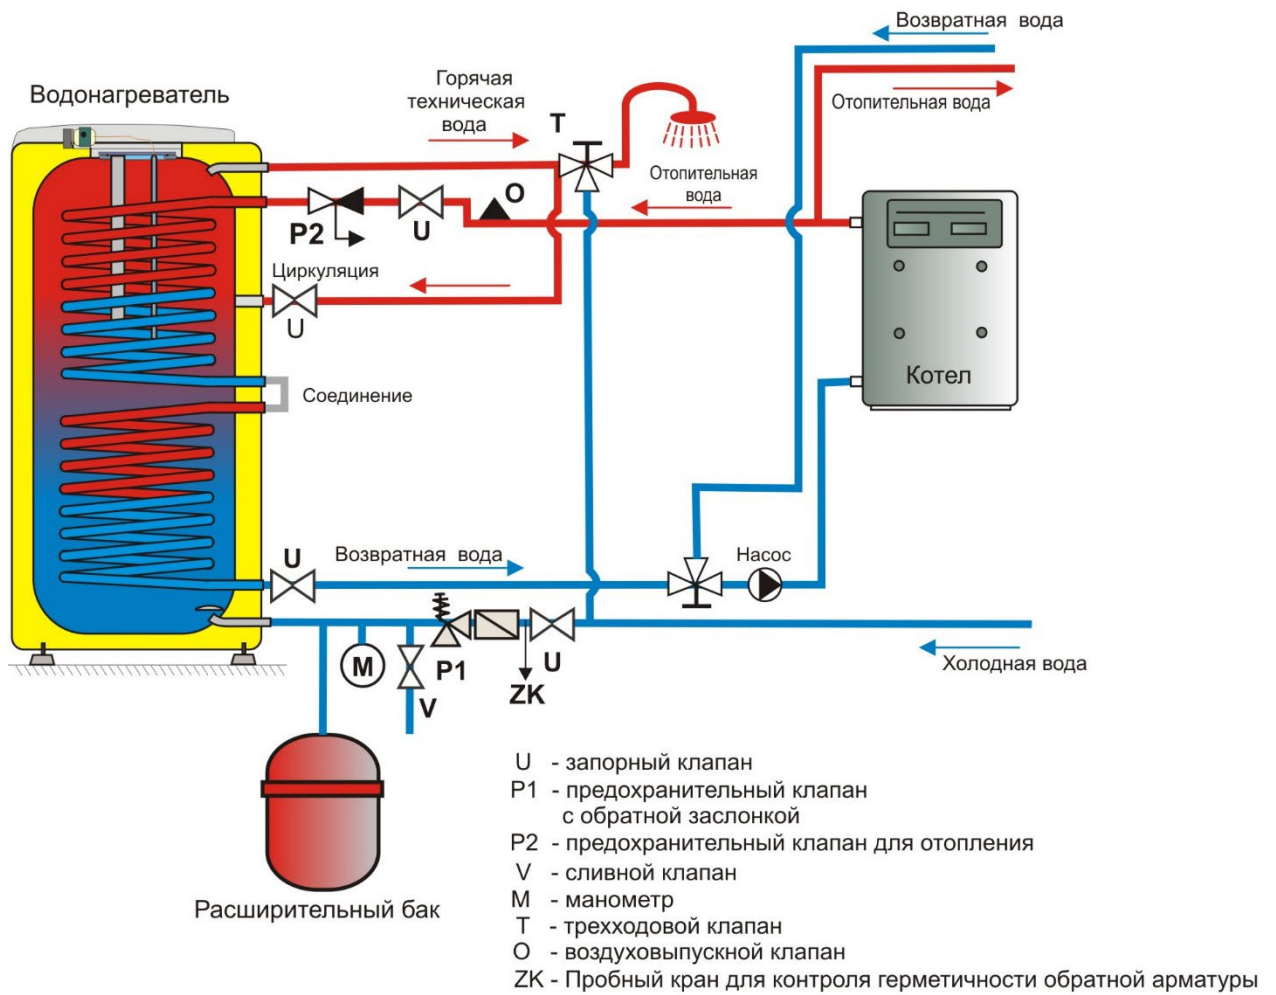 Возвратная вода
Водонагреватель
Горячая
техническая
вода
T
Отопительная вода
Отопительная
вода
O
P2
U
Циркуляция
U
Котел
Соединение
U
Возвратная вода
Насос
M
V
P1
ZK
U
Холодная вода
Расширительный бак
U - запорный клапан
P1 - предохранительный клапан
с обратной заслонкой
P2 - предохранительный клапан для отопления
V - сливной клапан
M - манометр
T - трехходовой клапан
O - воздуховыпускной клапан
ZK - Пробный кран для контроля герметичности обратной арматуры